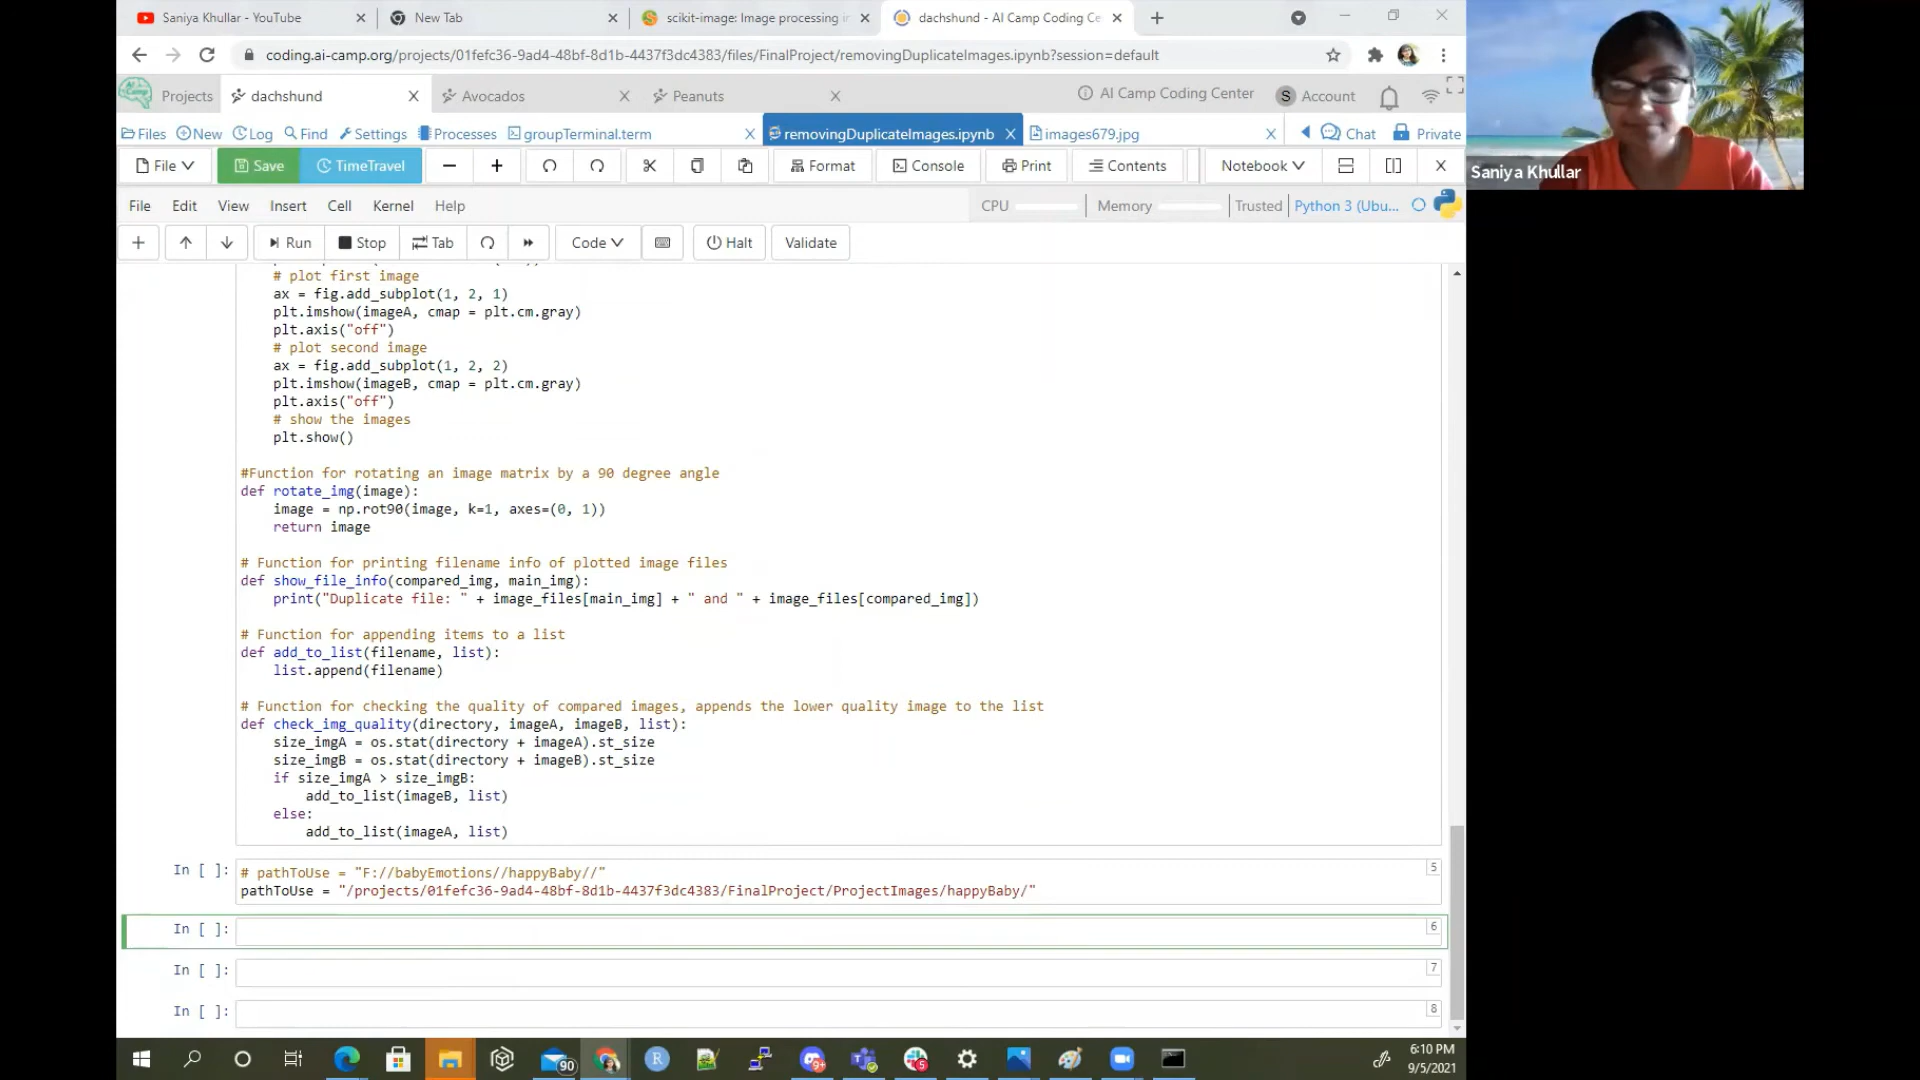 Saniya Khullar - YouTube
New Tab
scikit-image: Image processing in
dachshund - AI Camp Coding Ce
coding.ai-camp.org/projects/01fefc36-9ad4-48bf-8d1b-4437f3dc4383/files/FinalProject/removingDuplicateImages.ipynb?session=default
Projects
dachshund
Avocados
Peanuts
AI Camp Coding Center
S Account
Files New Log Find Settings Processes groupTerminal.term removingDuplicateImages.ipynb images679.jpg Chat Private
File Save TimeTravel Format Console Print Contents Notebook
Saniya Khullar
File Edit View Insert Cell Kernel Help CPU Memory Trusted Python 3 (Ubu...
Run Stop Tab Code Halt Validate
# plot first image
ax = fig.add_subplot(1, 2, 1)
plt.imshow(imageA, cmap = plt.cm.gray)
plt.axis("off")
# plot second image
ax = fig.add_subplot(1, 2, 2)
plt.imshow(imageB, cmap = plt.cm.gray)
plt.axis("off")
# show the images
plt.show()
#Function for rotating an image matrix by a 90 degree angle
def rotate_img(image):
image = np.rot90(image, k=1, axes=(0, 1))
return image
# Function for printing filename info of plotted image files
def show_file_info(compared_img, main_img):
print("Duplicate file: " + image_files[main_img] + " and " + image_files[compared_img])
# Function for appending items to a list
def add_to_list(filename, list):
list.append(filename)
# Function for checking the quality of compared images, appends the lower quality image to the list
def check_img_quality(directory, imageA, imageB, list):
size_imgA = os.stat(directory + imageA).st_size
size_imgB = os.stat(directory + imageB).st_size
if size_imgA > size_imgB:
add_to_list(imageB, list)
else:
add_to_list(imageA, list)
In [ ]: # pathToUse = "F://babyEmotions//happyBaby//" 5
pathToUse = "/projects/01fefc36-9ad4-48bf-8d1b-4437f3dc4383/FinalProject/ProjectImages/happyBaby/"
In [ ]: 6
In [ ]: 7
In [ ]: 8
90
6:10 PM
9/5/2021